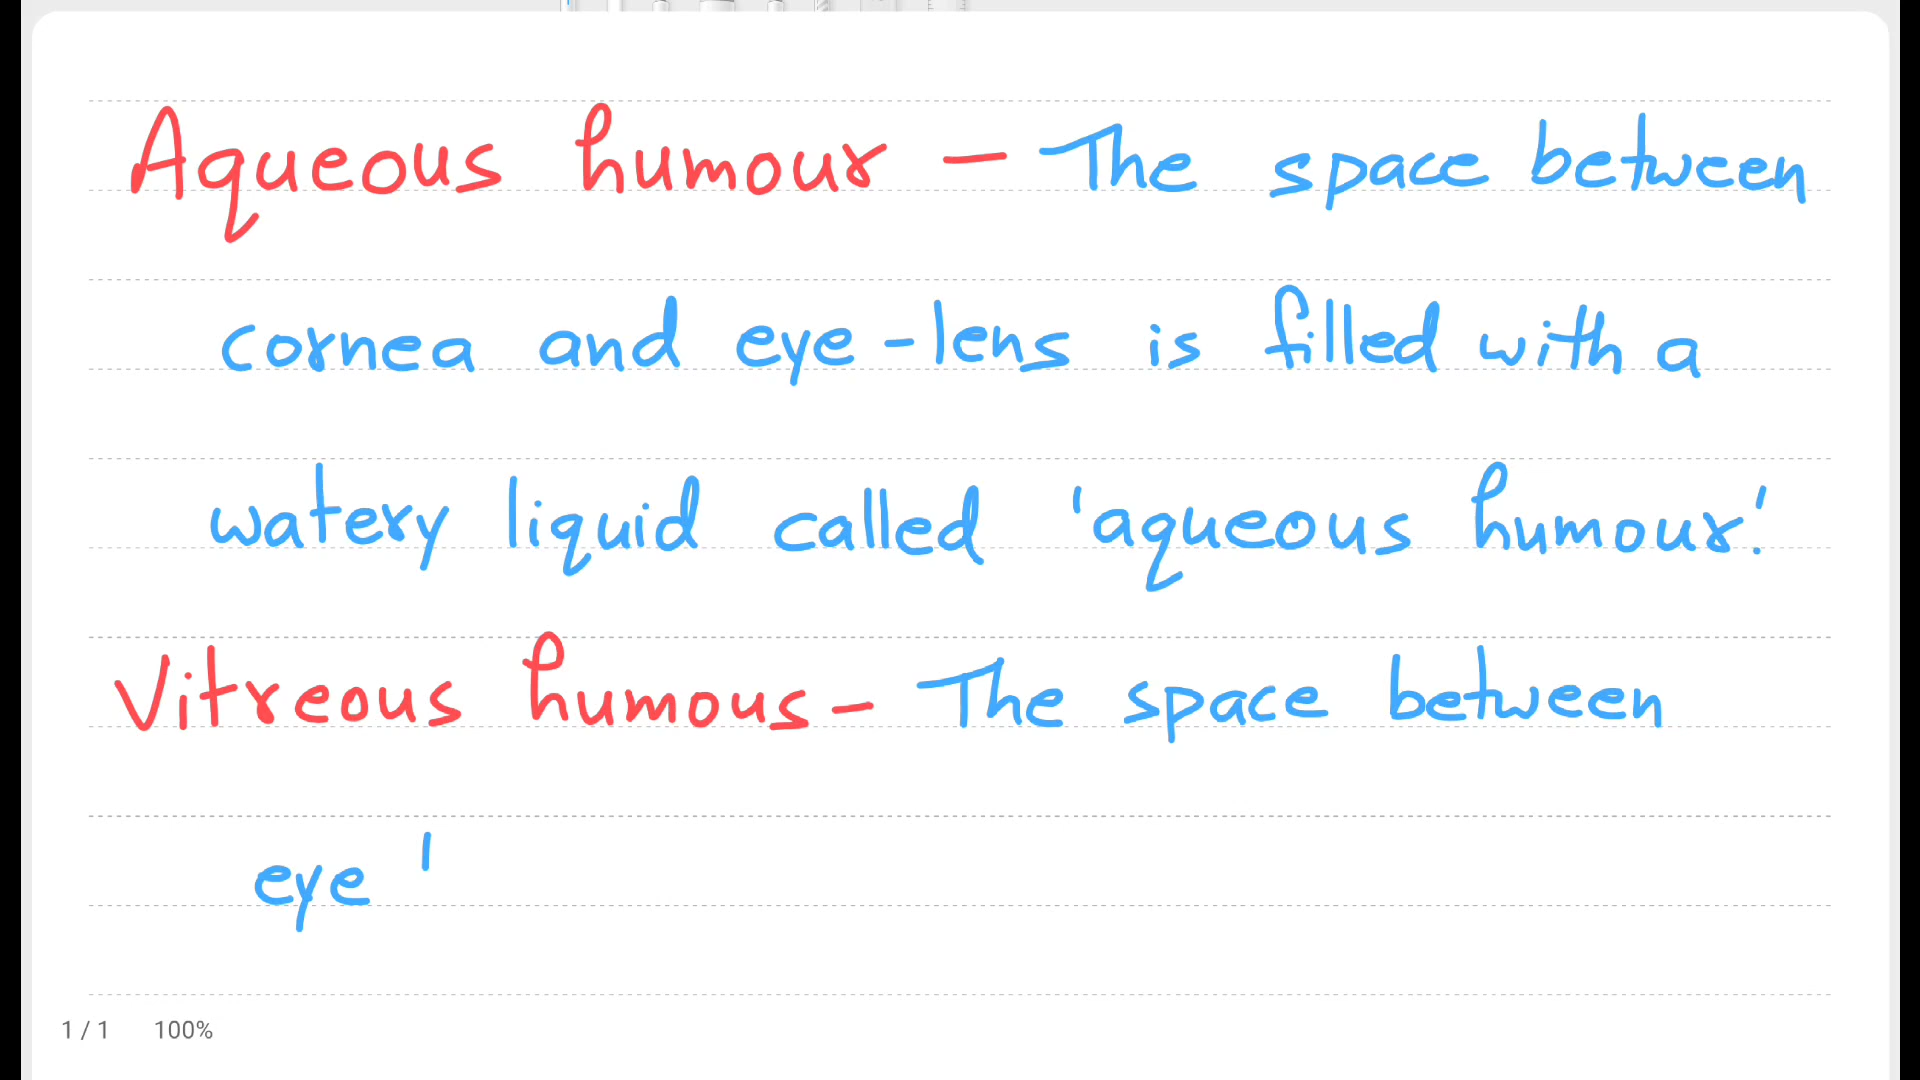 Aqueous humour - The space between
cornea and eye-lens is filled with a
watery liquid called 'aqueous humour.'
Vitreous humous - The space between
eye '
1 / 1 100%